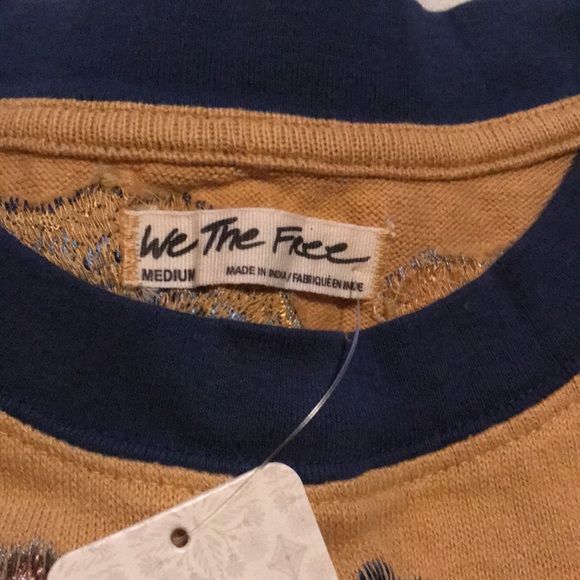 We The Free
MEDIUM
MADE IN INDIA / FABRIQUÉ EN INDE